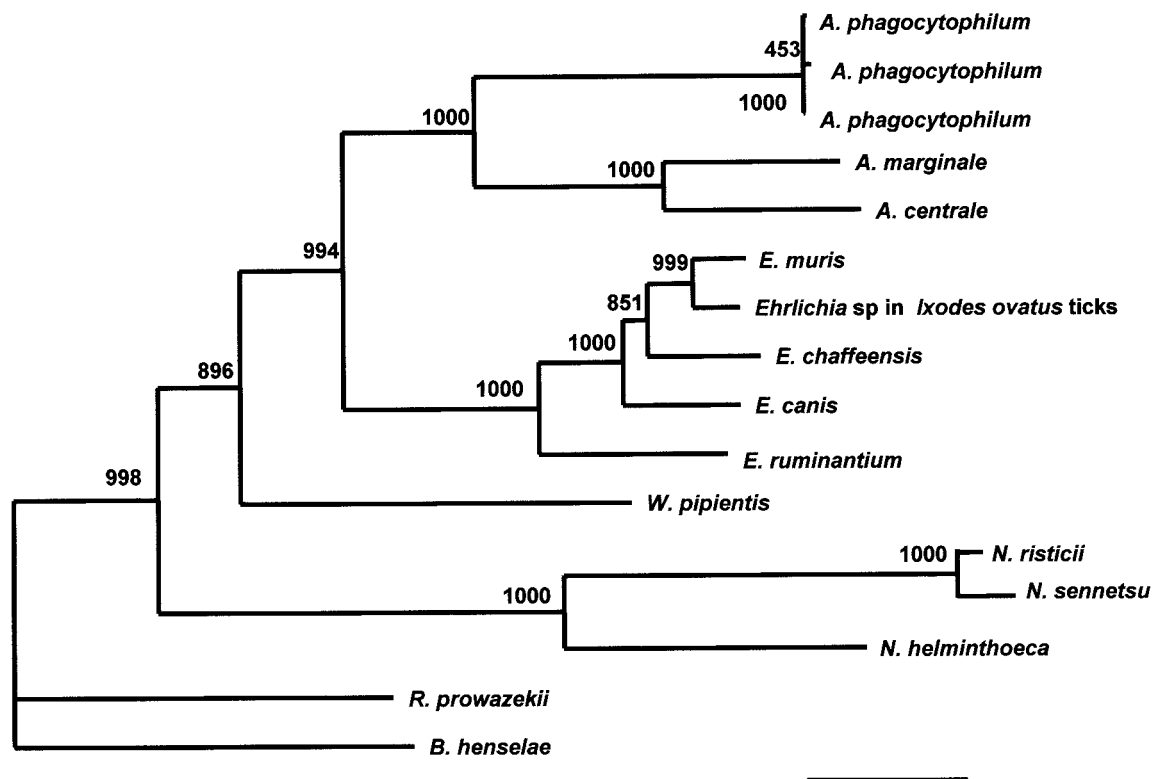 A. phagocytophilum
453
A. phagocytophilum
1000
A. phagocytophilum
1000
A. marginale
1000
A. centrale
994
E. muris
999
Ehrlichia sp in Ixodes ovatus ticks
851
1000
E. chaffeensis
896
1000
E. canis
E. ruminantium
998
W. pipientis
1000
N. risticii
1000
N. sennetsu
N. helminthoeca
R. prowazekii
B. henselae